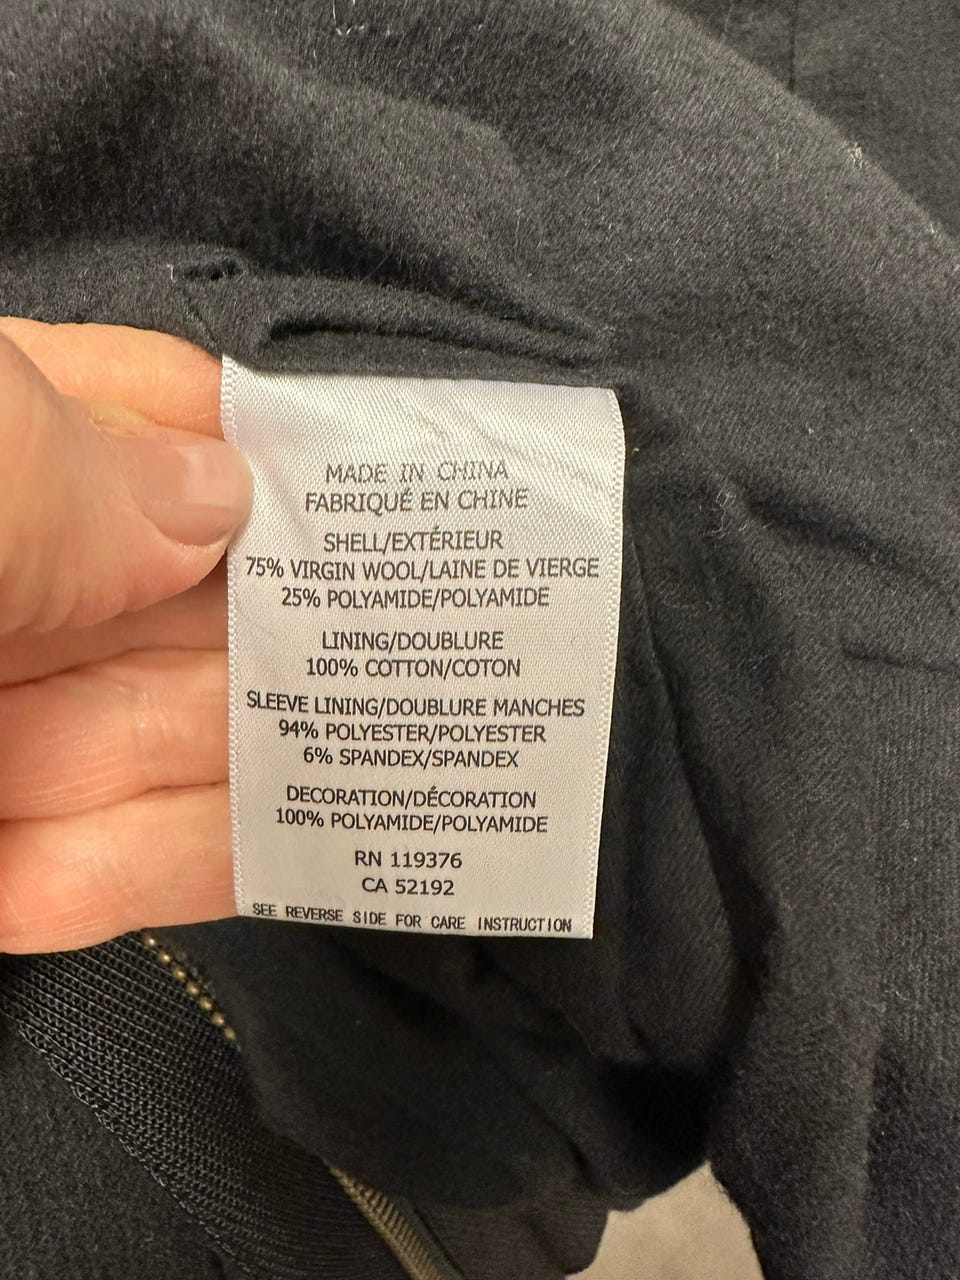 MADE IN CHINA
FABRIQUÉ EN CHINE
SHELL/EXTÉRIEUR
75% VIRGIN WOOL/LAINE DE VIERGE
25% POLYAMIDE/POLYAMIDE
LINING/DOUBLURE
100% COTTON/COTON
SLEEVE LINING/DOUBLURE MANCHES
94% POLYESTER/POLYESTER
6% SPANDEX/SPANDEX
DECORATION/DÉCORATION
100% POLYAMIDE/POLYAMIDE
RN 119376
CA 52192
SEE REVERSE SIDE FOR CARE INSTRUCTION